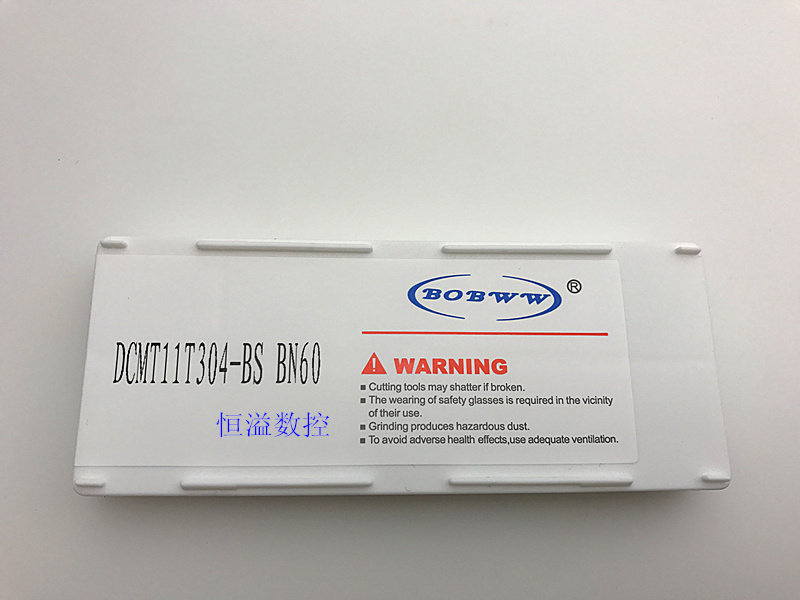 BOBWW®
DCMT11T304-BS BN60
WARNING
■ Cutting tools may shatter if broken.
■ The wearing of safety glasses is required in the vicinity
of their use.
■ Grinding produces hazardous dust.
■ To avoid adverse health effects,use adequate ventilation.
恒溢数控